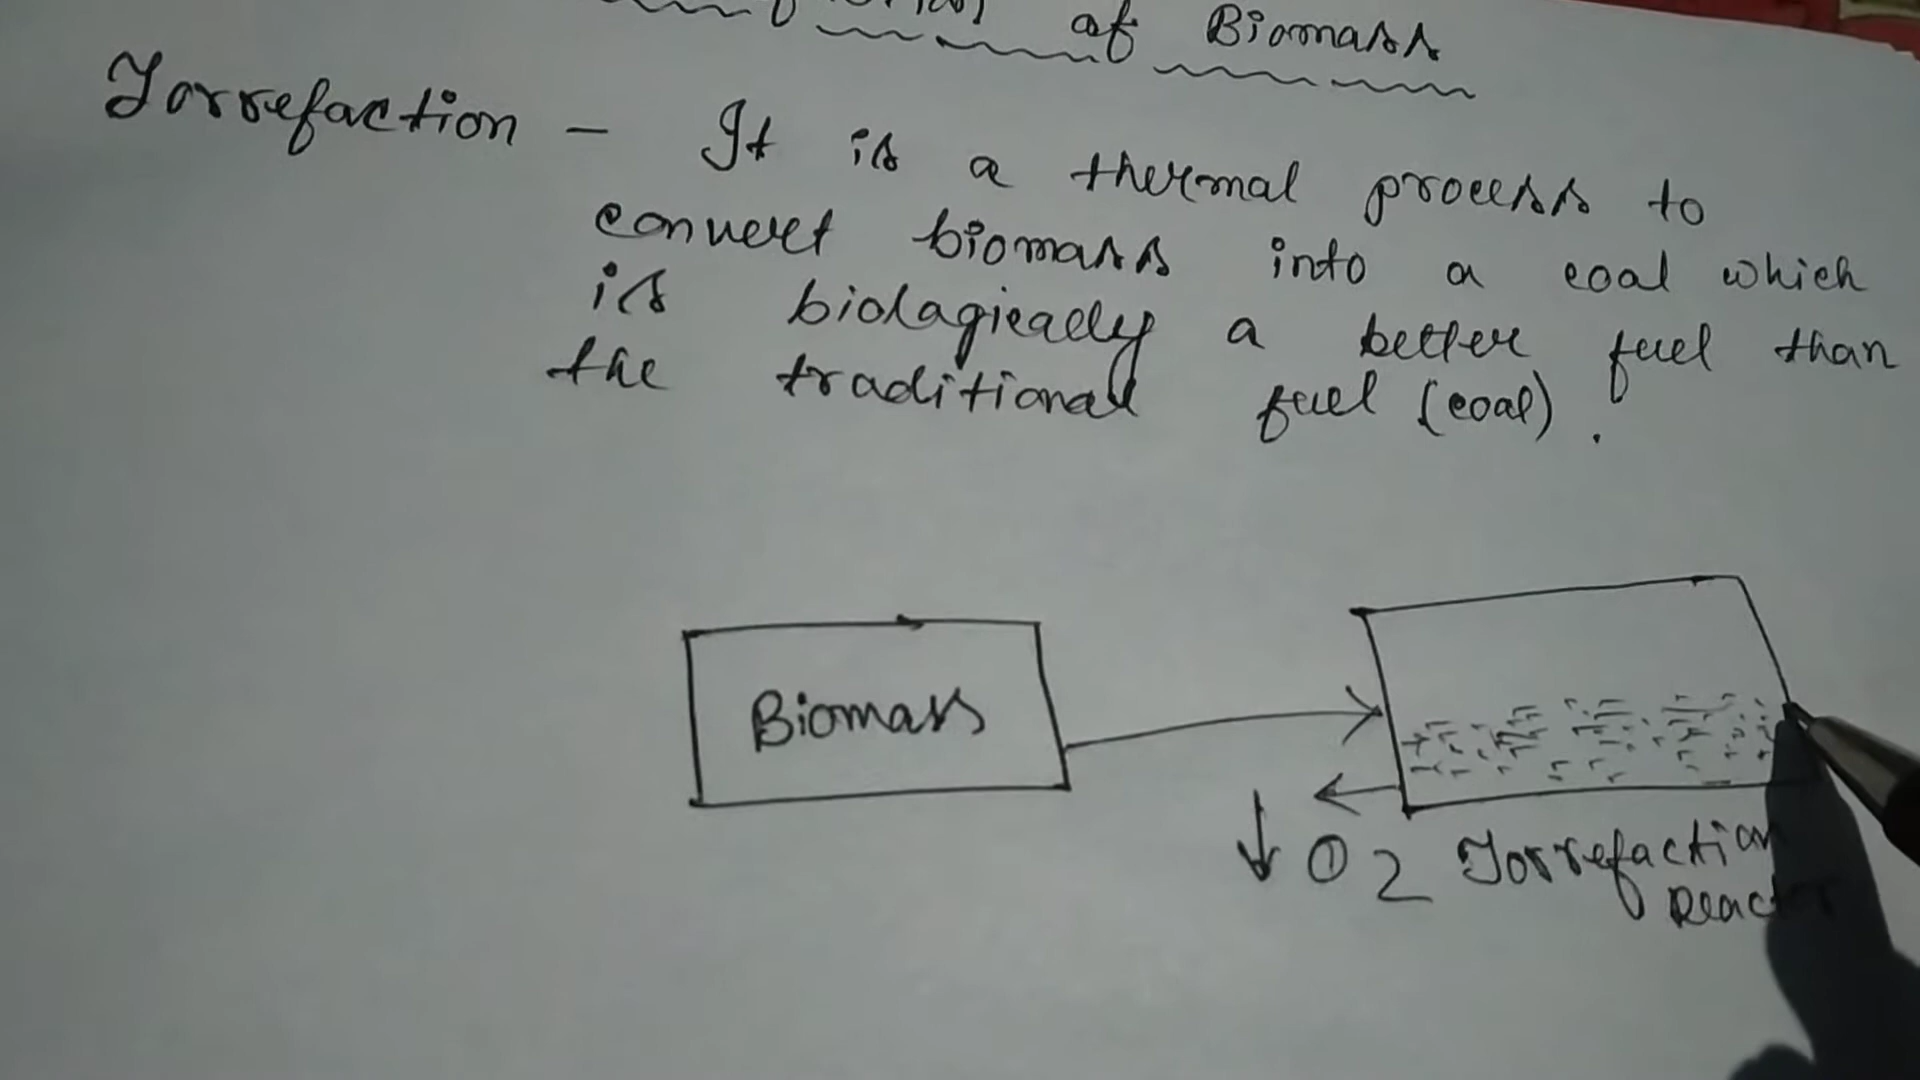 of Biomass
Torrefaction - It is a thermal process to
convert biomass into a coal which
is biologically a better fuel than
the traditional fuel (coal).
Biomass
↓ O2
Torrefaction
Reactor